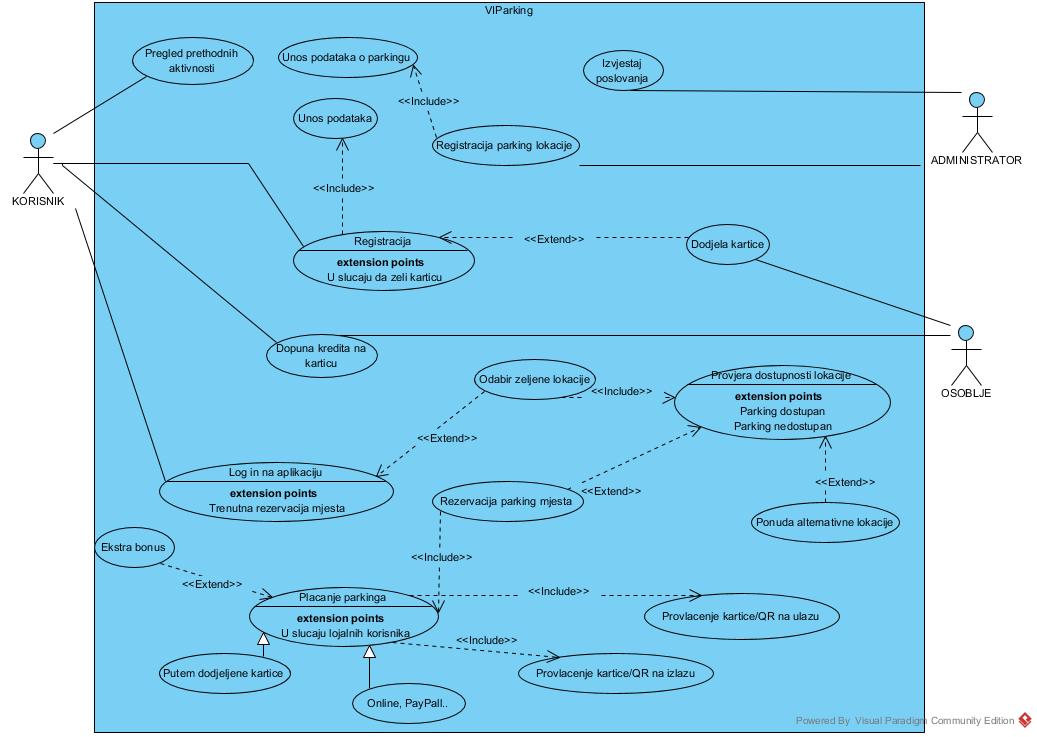 VIParking
Pregled prethodnih
aktivnosti
Unos podataka o parkingu
Izvjestaj
poslovanja
<<Include>>
Unos podataka
Registracija parking lokacije
KORISNIK
ADMINISTRATOR
<<Include>>
Registracija
extension points
U slucaju da zeli karticu
<<Extend>>
Dodjela kartice
Dopuna kredita na
karticu
OSOBLJE
Odabir zeljene lokacije
<<Include>>
Provjera dostupnosti lokacije
extension points
Parking dostupan
Parking nedostupan
<<Extend>>
Log in na aplikaciju
extension points
Trenutna rezervacija mjesta
Rezervacija parking mjesta
<<Extend>>
<<Extend>>
Ponuda alternativne lokacije
Ekstra bonus
<<Extend>>
<<Include>>
Placanje parkinga
extension points
U slucaju lojalnih korisnika
<<Include>>
Provlacenje kartice/QR na ulazu
<<Include>>
Provlacenje kartice/QR na izlazu
Putem dodjeljene kartice
Online, PayPall..
Powered By Visual Paradigm Community Edition